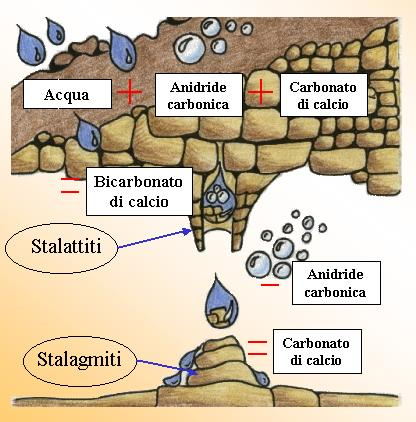 Acqua
+
Anidride
carbonica
+
Carbonato
di calcio
=
Bicarbonato
di calcio
Stalattiti
−
Anidride
carbonica
=
Carbonato
di calcio
Stalagmiti